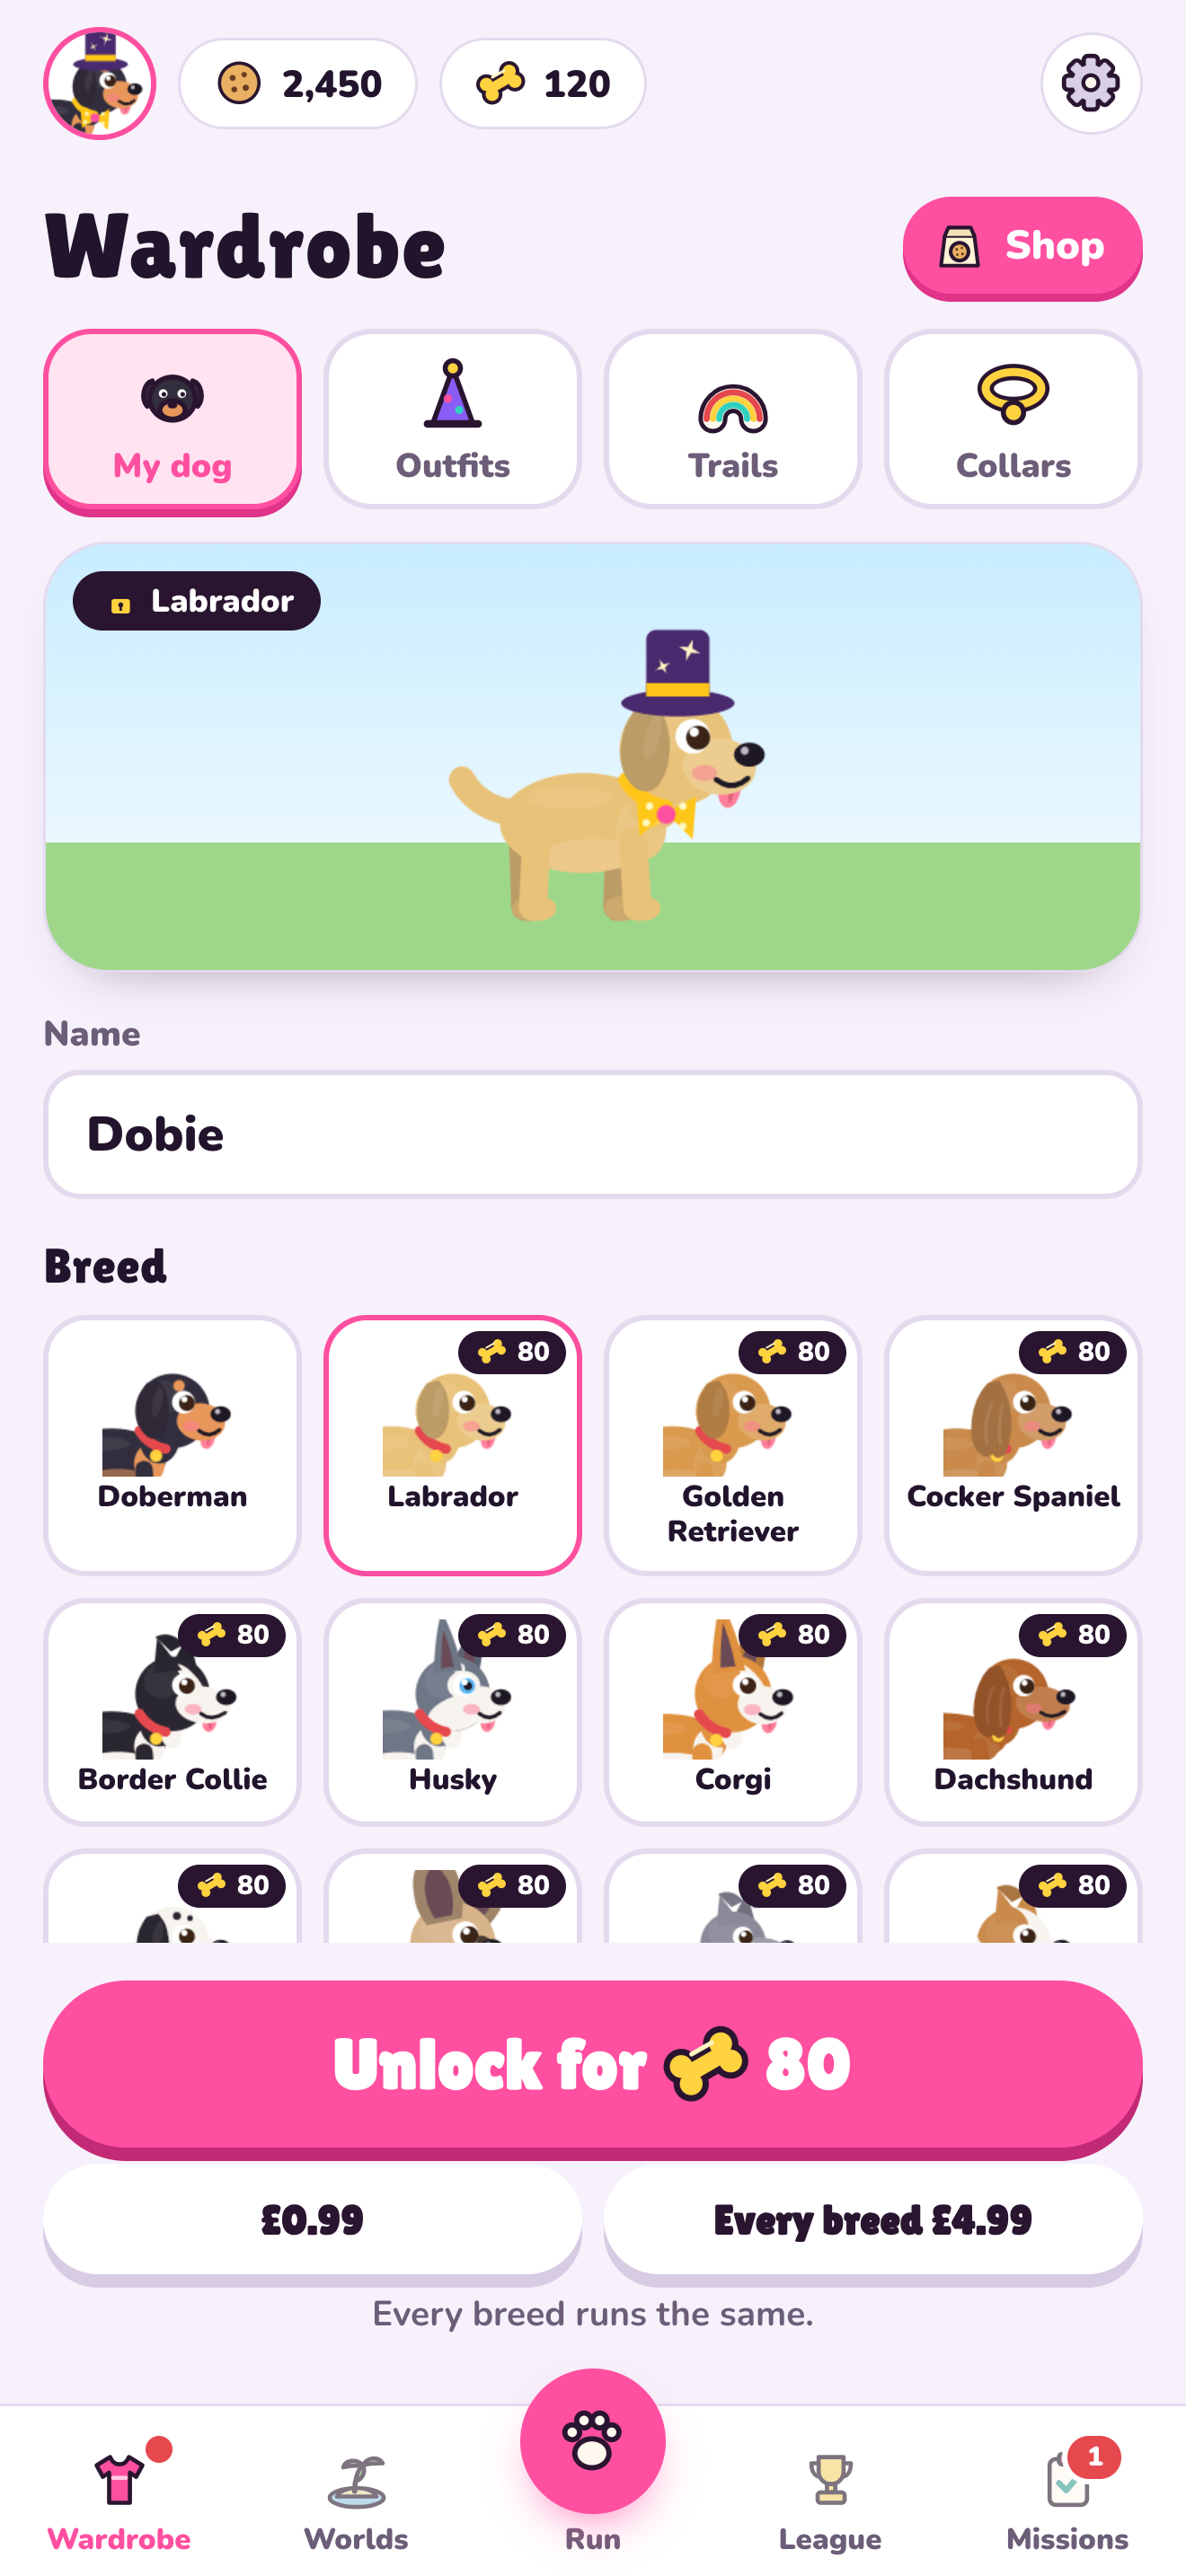 2,450
120
Wardrobe
Shop
My dog
Outfits
Trails
Collars
Labrador
Name
Dobie
Breed
80
80
80
Doberman
Labrador
Golden
Retriever
Cocker Spaniel
80
80
80
80
Border Collie
Husky
Corgi
Dachshund
80
80
80
80
Unlock for 80
£0.99
Every breed £4.99
Every breed runs the same.
1
Wardrobe
Worlds
Run
League
Missions